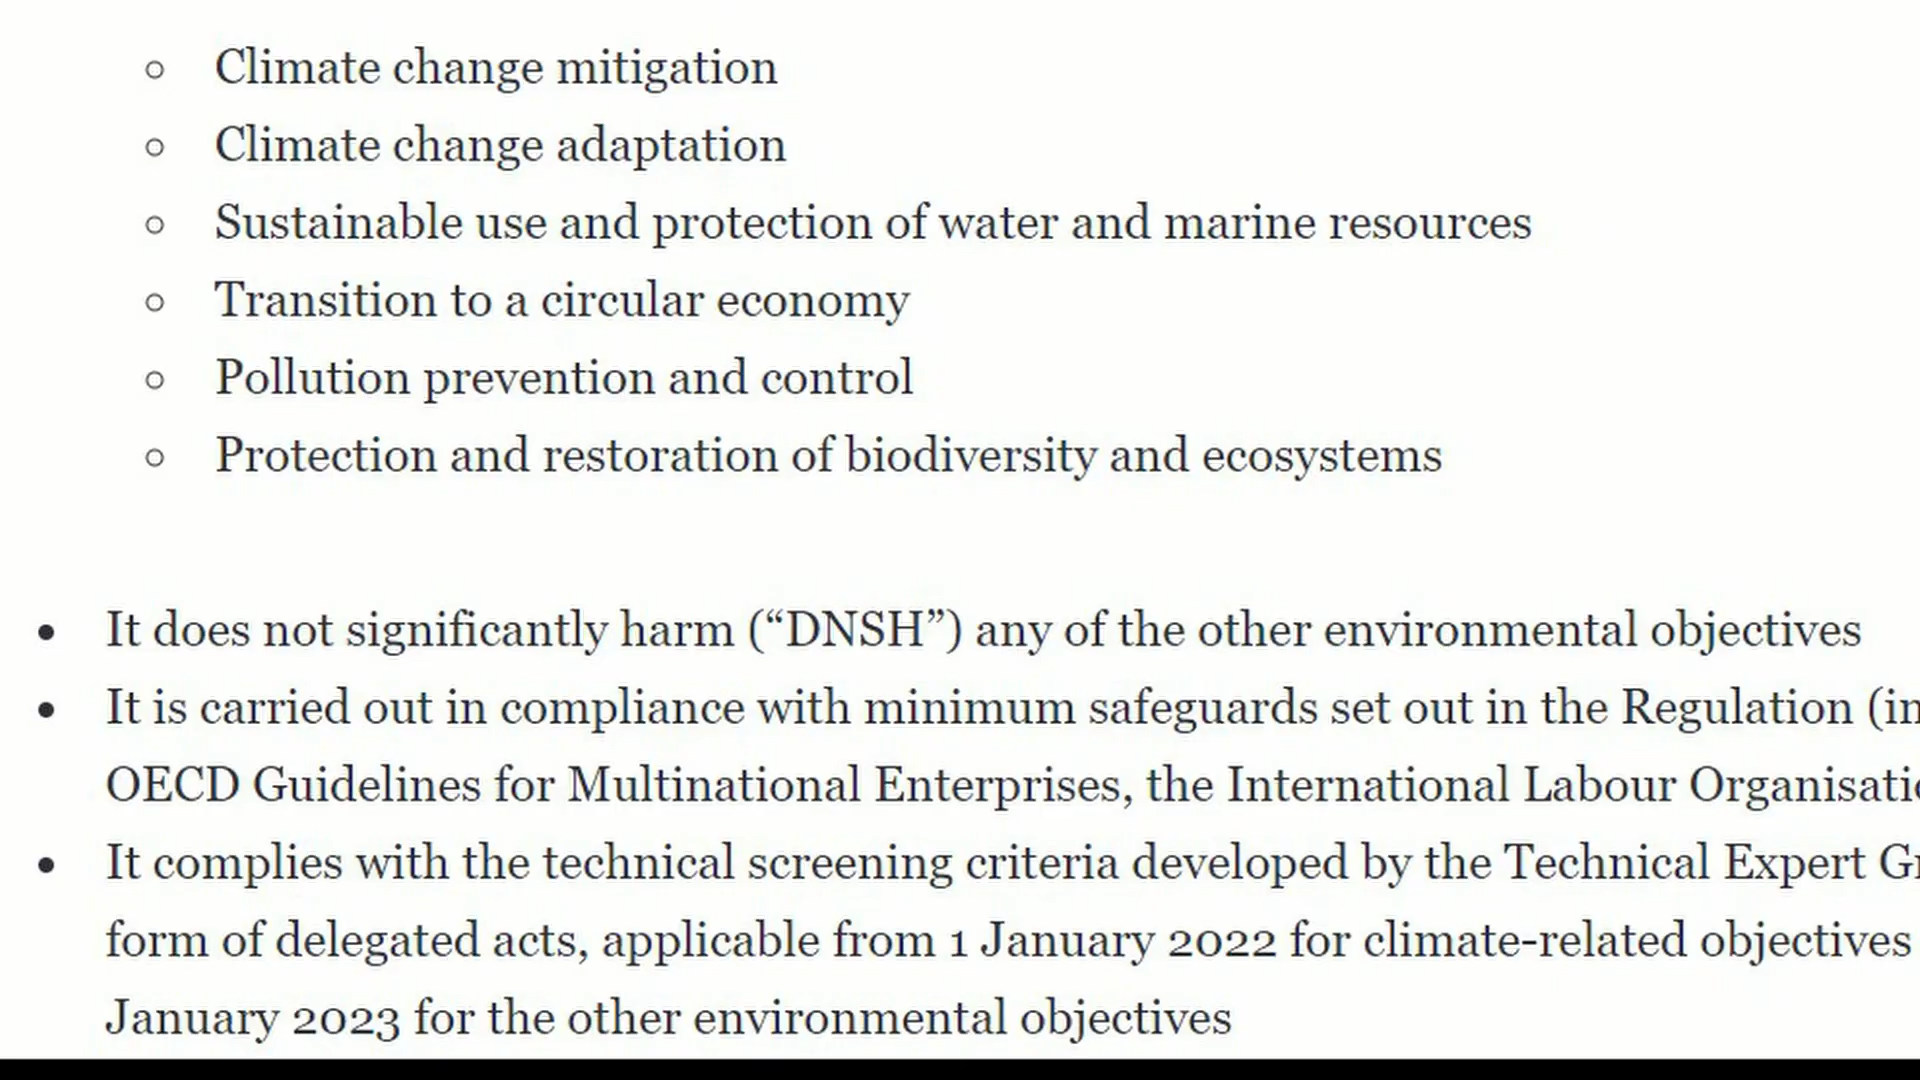 Climate change mitigation
Climate change adaptation
Sustainable use and protection of water and marine resources
Transition to a circular economy
Pollution prevention and control
Protection and restoration of biodiversity and ecosystems
It does not significantly harm (“DNSH”) any of the other environmental objectives
It is carried out in compliance with minimum safeguards set out in the Regulation
OECD Guidelines for Multinational Enterprises, the International Labour
It complies with the technical screening criteria developed by the Technical Expert
form of delegated acts, applicable from 1 January 2022 for climate-related objectives
January 2023 for the other environmental objectives